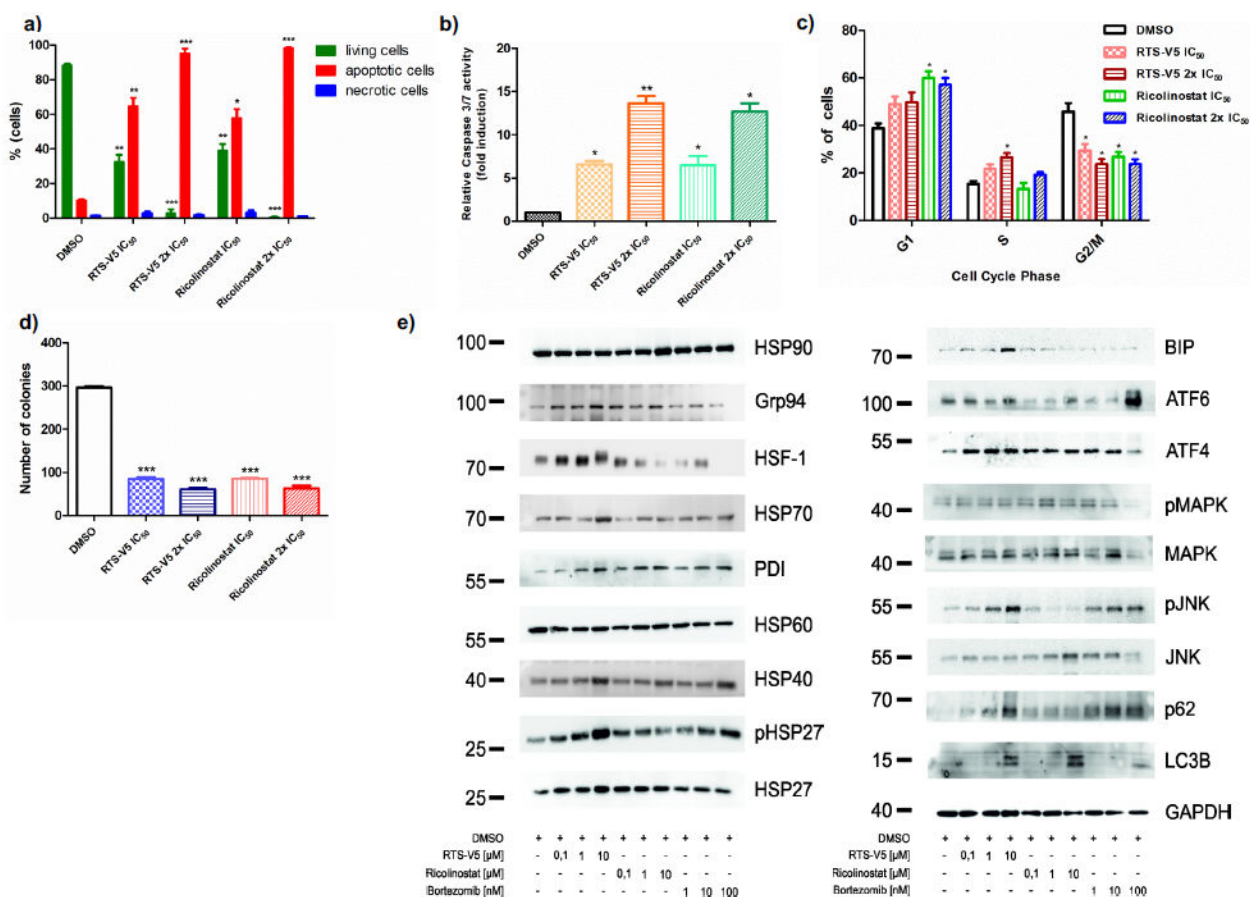 a)
100
80
60
40
20
0
% (cells)
living cells
apoptotic cells
necrotic cells
** ** *** *** ** * *** ***
DMSO
RTS-V5 IC50
RTS-V5 2x IC50
Ricolinostat IC50
Ricolinostat 2x IC50
b)
20
15
10
5
0
Relative Caspase 3/7 activity
(fold induction)
* ** * *
DMSO
RTS-V5 IC50
RTS-V5 2x IC50
Ricolinostat IC50
Ricolinostat 2x IC50
c)
80
60
40
20
0
% of cells
DMSO
RTS-V5 IC50
RTS-V5 2x IC50
Ricolinostat IC50
Ricolinostat 2x IC50
* * * * * * *
G1
S
G2/M
Cell Cycle Phase
d)
400
300
200
100
0
Number of colonies
*** *** *** ***
DMSO
RTS-V5 IC50
RTS-V5 2x IC50
Ricolinostat IC50
Ricolinostat 2x IC50
e)
100 HSP90
100 Grp94
70 HSF-1
70 HSP70
55 PDI
55 HSP60
40 HSP40
25 pHSP27
25 HSP27
DMSO + + + + + + + + + +
RTS-V5 [µM] - 0,1 1 10 - - - - - -
Ricolinostat [µM] - - - - 0,1 1 10 - - -
Bortezomib [nM] - - - - - - - 1 10 100
70 BIP
100 ATF6
55 ATF4
40 pMAPK
40 MAPK
55 pJNK
55 JNK
70 p62
15 LC3B
40 GAPDH
DMSO + + + + + + + + + +
RTS-V5 [µM] - 0,1 1 10 - - - - - -
Ricolinostat [µM] - - - - 0,1 1 10 - - -
Bortezomib [nM] - - - - - - - 1 10 100